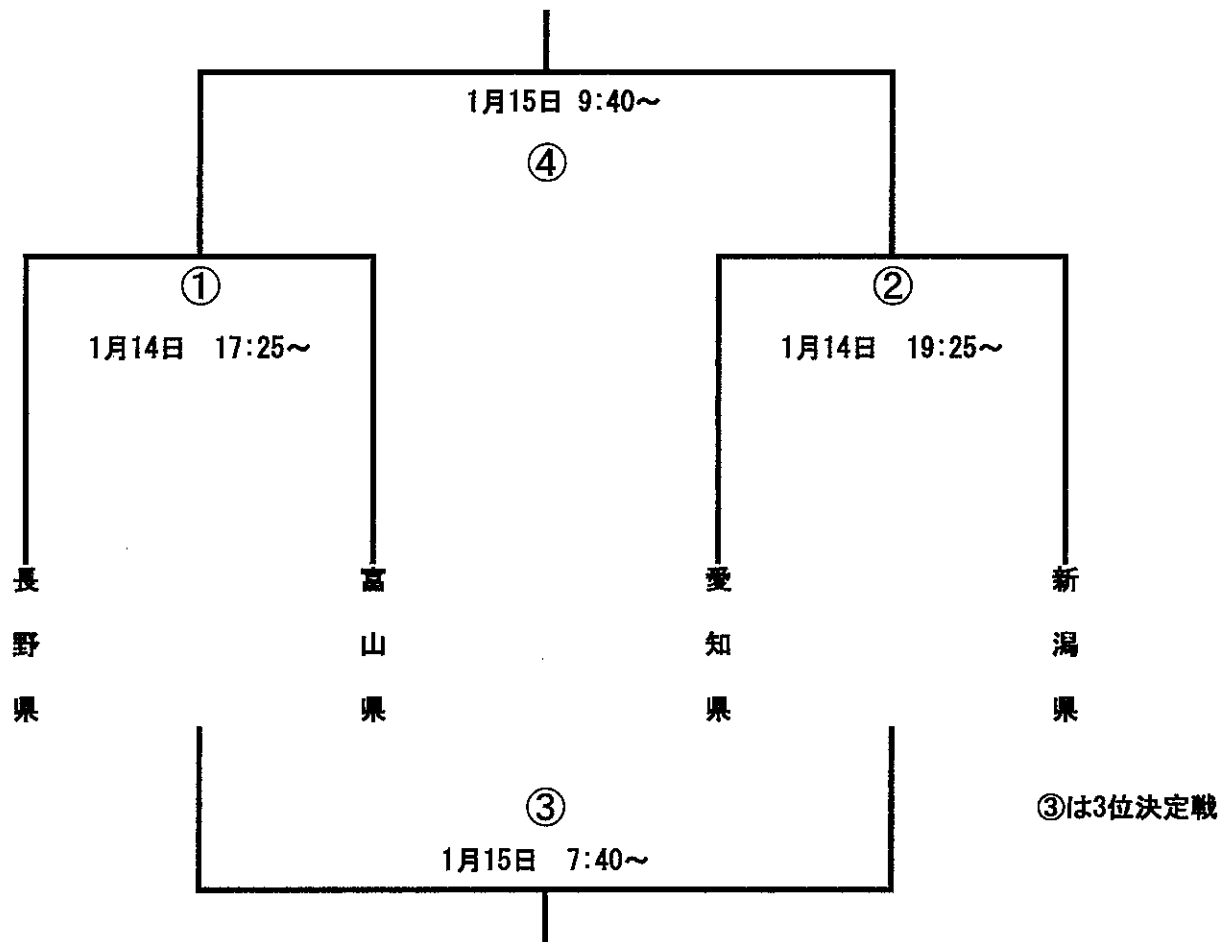 1月15日 9:40～
④
①
②
1月14日　17:25～
1月14日　19:25～
長野県
富山県
愛知県
新潟県
③
③は3位決定戦
1月15日　7:40～